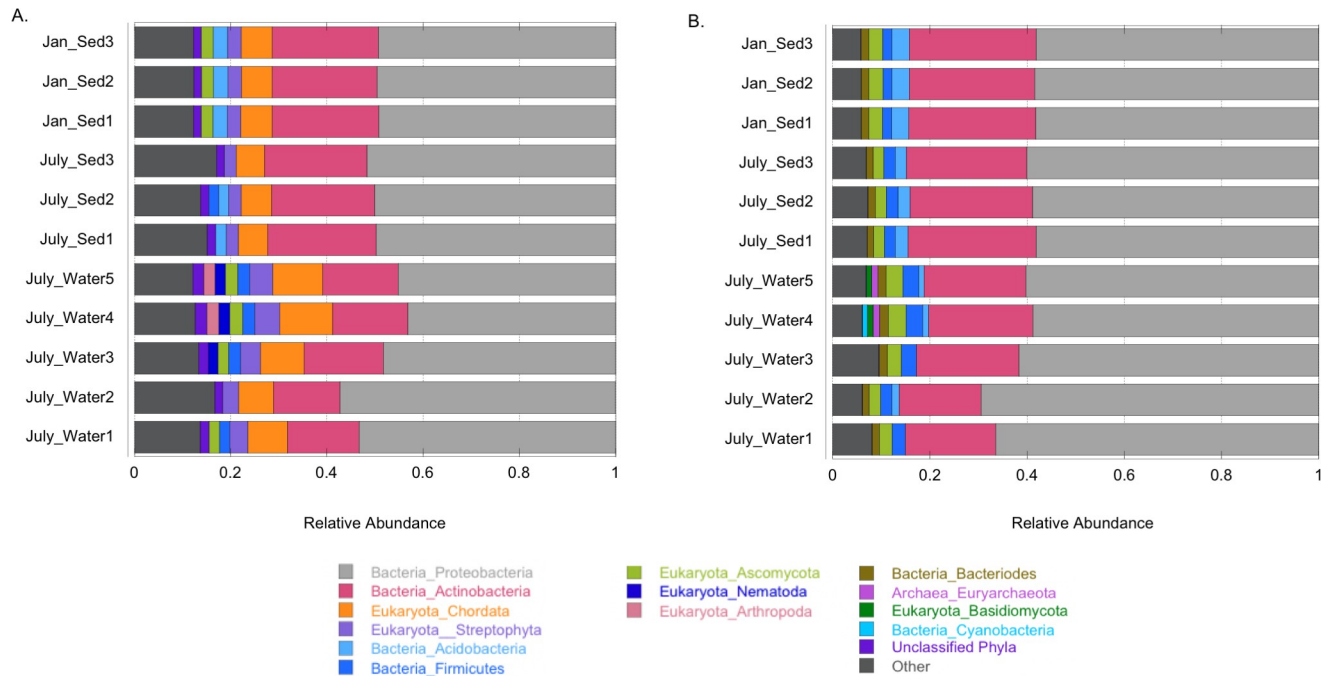 A.
Jan_Sed3
Jan_Sed2
Jan_Sed1
July_Sed3
July_Sed2
July_Sed1
July_Water5
July_Water4
July_Water3
July_Water2
July_Water1
0 0.2 0.4 0.6 0.8 1
Relative Abundance
B.
Jan_Sed3
Jan_Sed2
Jan_Sed1
July_Sed3
July_Sed2
July_Sed1
July_Water5
July_Water4
July_Water3
July_Water2
July_Water1
0 0.2 0.4 0.6 0.8 1
Relative Abundance
Bacteria_Proteobacteria
Bacteria_Actinobacteria
Eukaryota_Chordata
Eukaryota__Streptophyta
Bacteria_Acidobacteria
Bacteria_Firmicutes
Eukaryota_Ascomycota
Eukaryota_Nematoda
Eukaryota_Arthropoda
Bacteria_Bacteriodes
Archaea_Euryarchaeota
Eukaryota_Basidiomycota
Bacteria_Cyanobacteria
Unclassified Phyla
Other